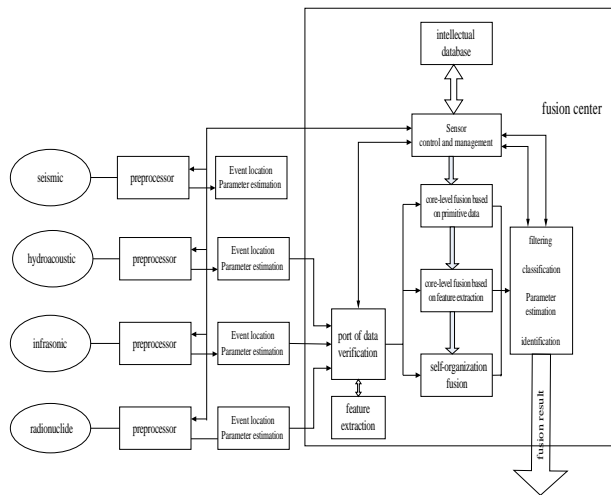 intellectual
database
fusion center
Sensor
control and management
seismic
preprocessor
Event location
Parameter estimation
core-level fusion based
on primitive data
filtering
classification
Parameter
estimation
identification
hydroacoustic
preprocessor
Event location
Parameter estimation
core-level fusion based
on feature extraction
infrasonic
preprocessor
Event location
Parameter estimation
port of data
verification
self-organization
fusion
feature
extraction
radionuclide
preprocessor
Event location
Parameter estimation
fusion result